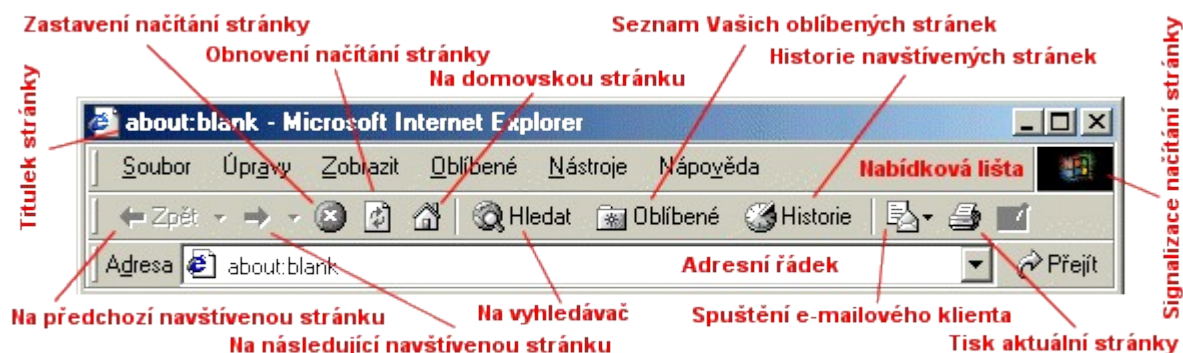 Zastavení načítání stránky
Seznam Vašich oblíbených stránek
Obnovení načítání stránky
Historie navštívených stránek
Na domovskou stránku
Titulek stránky
Signalizace načítání stránky
about:blank - Microsoft Internet Explorer
Soubor Úpravy Zobrazit Oblíbené Nástroje Nápověda Nabídková lišta
Zpět Hledat Oblíbené Historie
Adresa about:blank Adresní řádek Přejít
Na předchozí navštívenou stránku
Na vyhledávač
Spuštění e-mailového klienta
Na následující navštívenou stránku
Tisk aktuální stránky